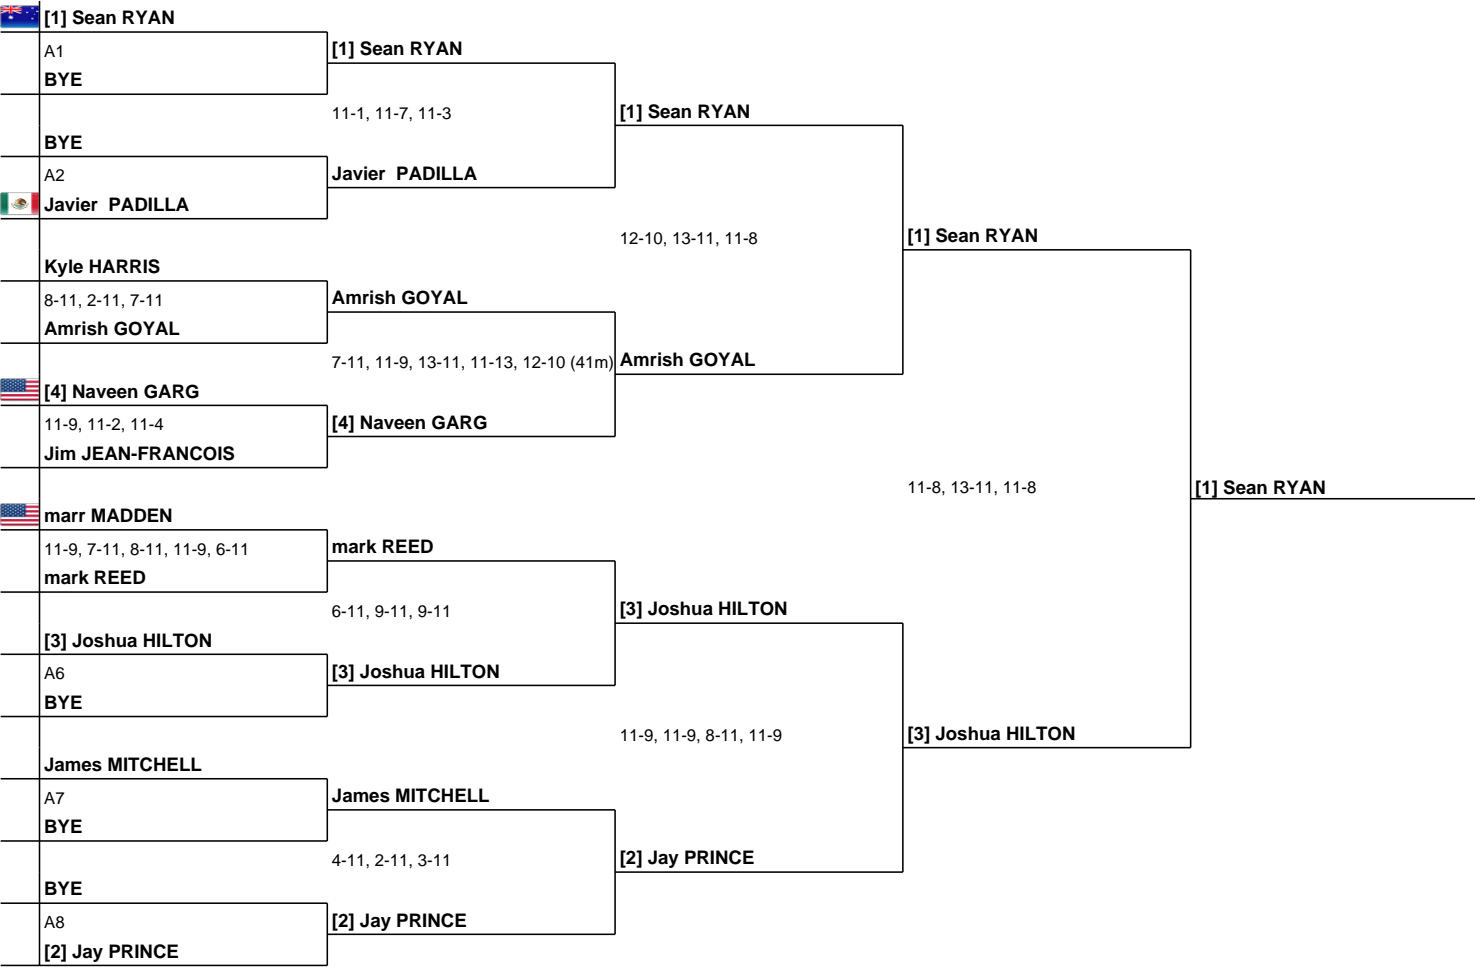 [1] Sean RYAN
A1
BYE
BYE
A2
Javier  PADILLA
Kyle HARRIS
8-11, 2-11, 7-11
Amrish GOYAL
[4] Naveen GARG
11-9, 11-2, 11-4
Jim JEAN-FRANCOIS
marr MADDEN
11-9, 7-11, 8-11, 11-9, 6-11
mark REED
[3] Joshua HILTON
A6
BYE
James MITCHELL
A7
BYE
BYE
A8
[2] Jay PRINCE
[1] Sean RYAN
11-1, 11-7, 11-3
Javier  PADILLA
Amrish GOYAL
7-11, 11-9, 13-11, 11-13, 12-10 (41m)
[4] Naveen GARG
mark REED
6-11, 9-11, 9-11
[3] Joshua HILTON
James MITCHELL
4-11, 2-11, 3-11
[2] Jay PRINCE
[1] Sean RYAN
12-10, 13-11, 11-8
Amrish GOYAL
[3] Joshua HILTON
11-9, 11-9, 8-11, 11-9
[2] Jay PRINCE
[1] Sean RYAN
11-8, 13-11, 11-8
[3] Joshua HILTON
[1] Sean RYAN